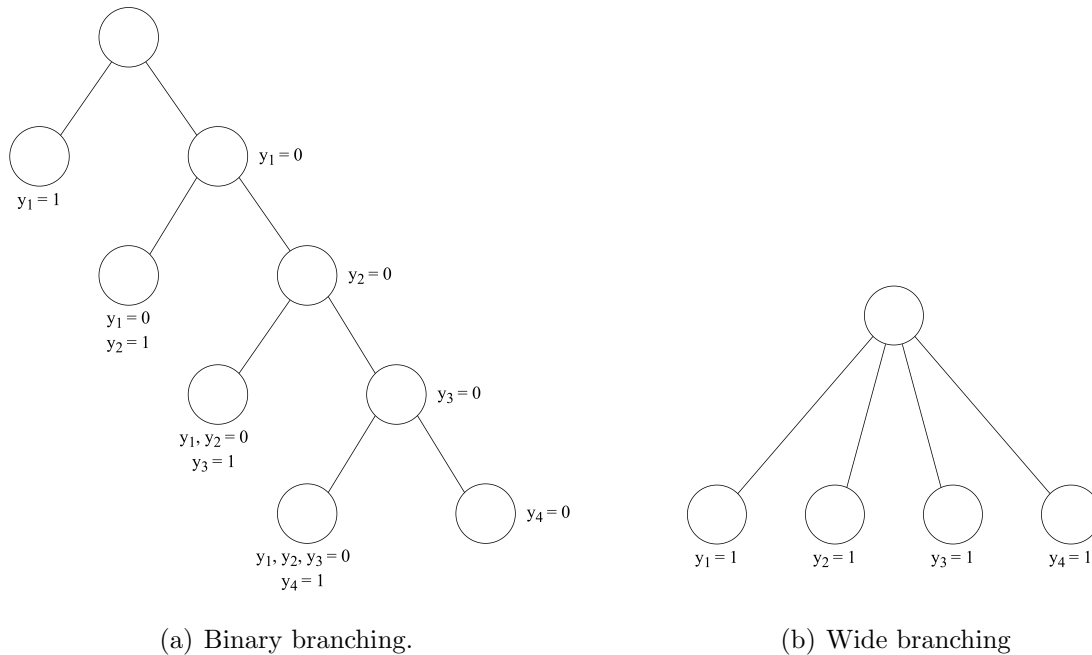 y₁ = 0
y₁ = 1
y₂ = 0
y₁ = 0
y₂ = 1
y₃ = 0
y₁, y₂ = 0
y₃ = 1
y₄ = 0
y₁, y₂, y₃ = 0
y₄ = 1
(a) Binary branching.
y₁ = 1
y₂ = 1
y₃ = 1
y₄ = 1
(b) Wide branching